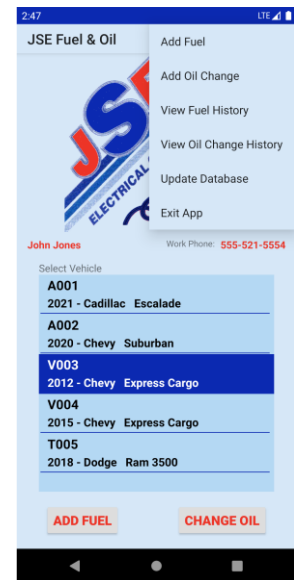 2:47 LTE
JSE Fuel & Oil
Add Fuel
Add Oil Change
View Fuel History
View Oil Change History
Update Database
Exit App
JS
ELECTRICAL
John Jones Work Phone: 555-521-5554
Select Vehicle
A001
2021 - Cadillac Escalade
A002
2020 - Chevy Suburban
V003
2012 - Chevy Express Cargo
V004
2015 - Chevy Express Cargo
T005
2018 - Dodge Ram 3500
ADD FUEL CHANGE OIL